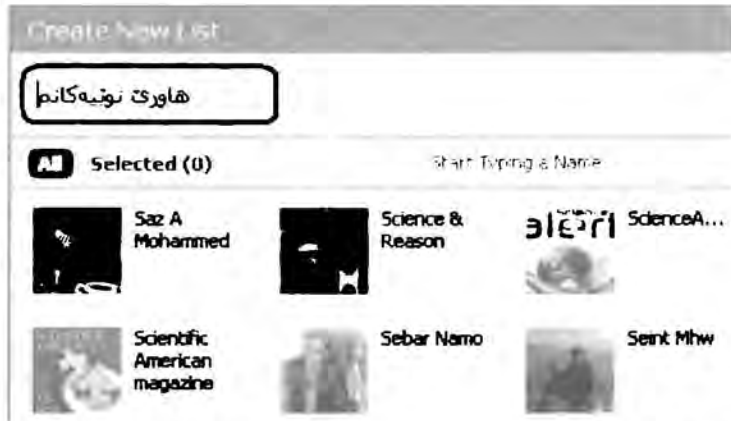 Create New List
هاورێ نوێیەکانم
All Selected (0) Start Typing a Name
Saz A
Mohammed
Science &
Reason
ScienceA...
Scientific
American
magazine
Sebar Namo
Seint Mhw